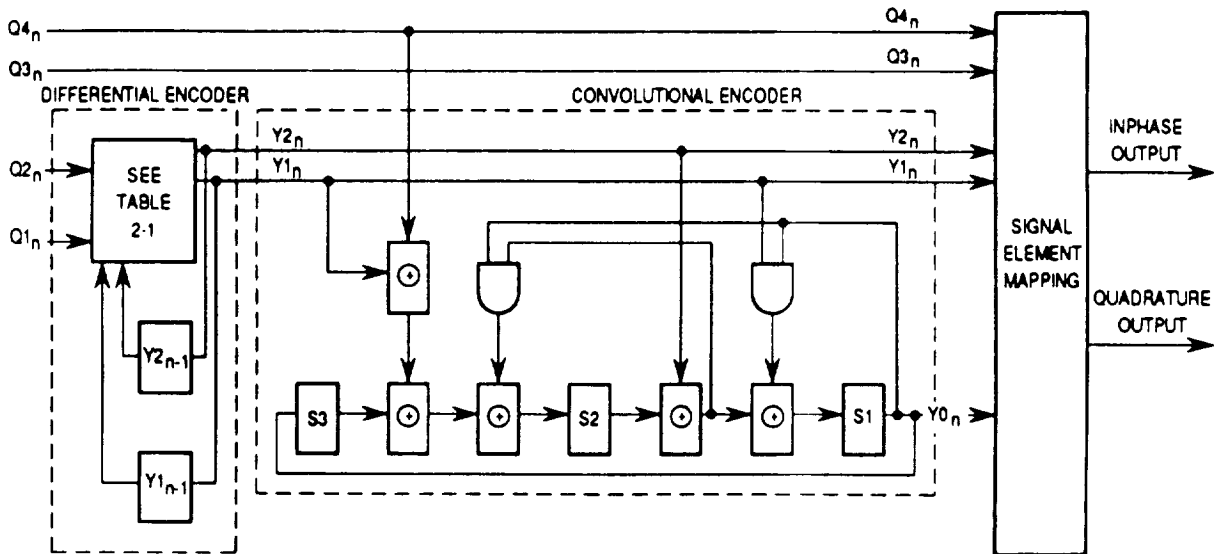 Q4n Q4n
Q3n Q3n
DIFFERENTIAL ENCODER CONVOLUTIONAL ENCODER
Y2n Y2n
Q2n Y1n Y1n
SEE
TABLE
2-1
Q1n
INPHASE
OUTPUT
SIGNAL
ELEMENT
MAPPING
QUADRATURE
OUTPUT
Y2n-1
S3 S2 S1 Y0n
Y1n-1